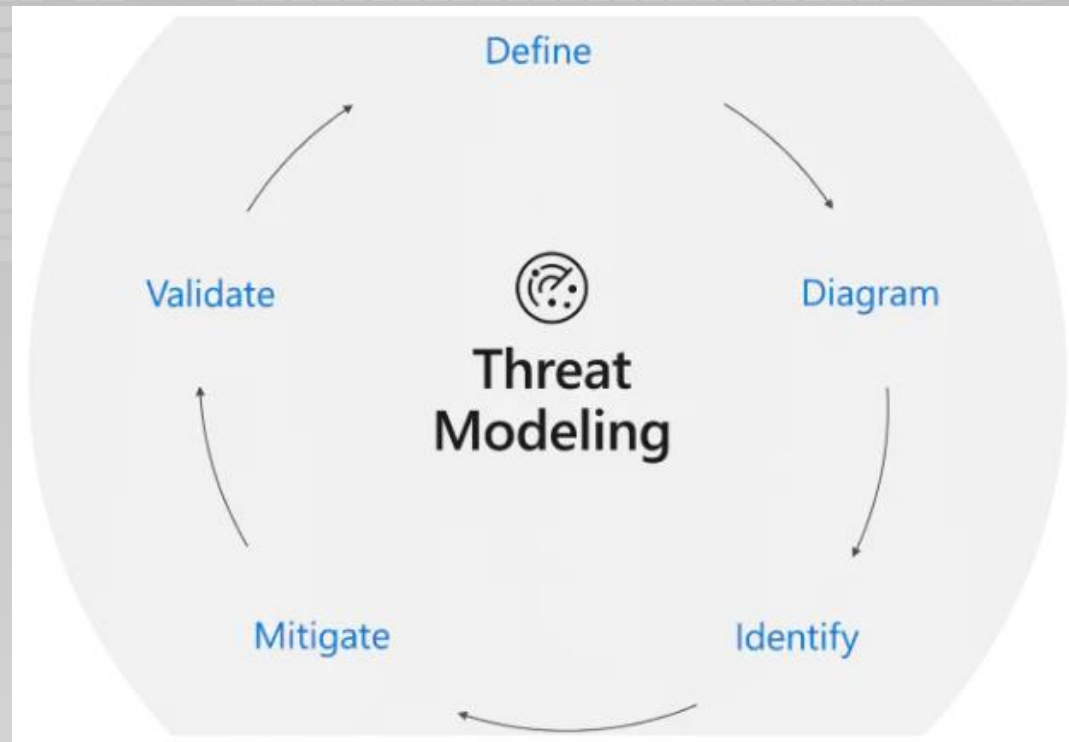 Define
Validate
Diagram
Threat
Modeling
Mitigate
Identify